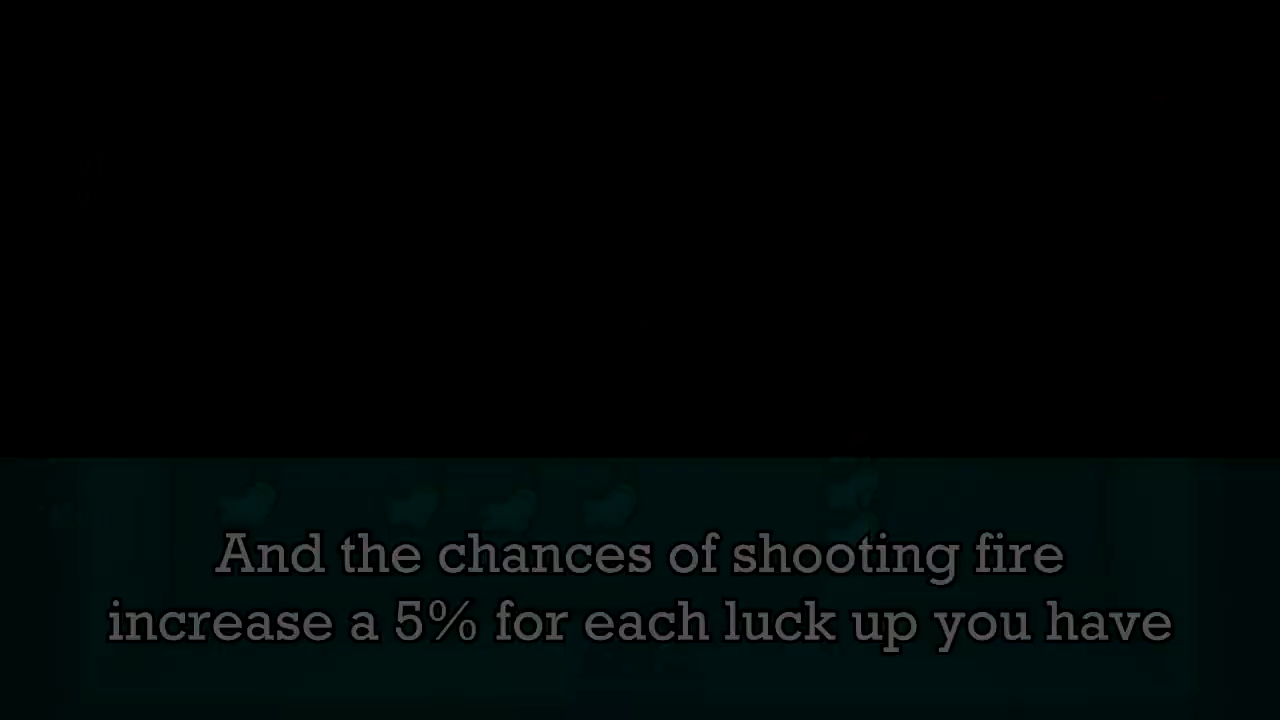 And the chances of shooting fire
increase a 5% for each luck up you have